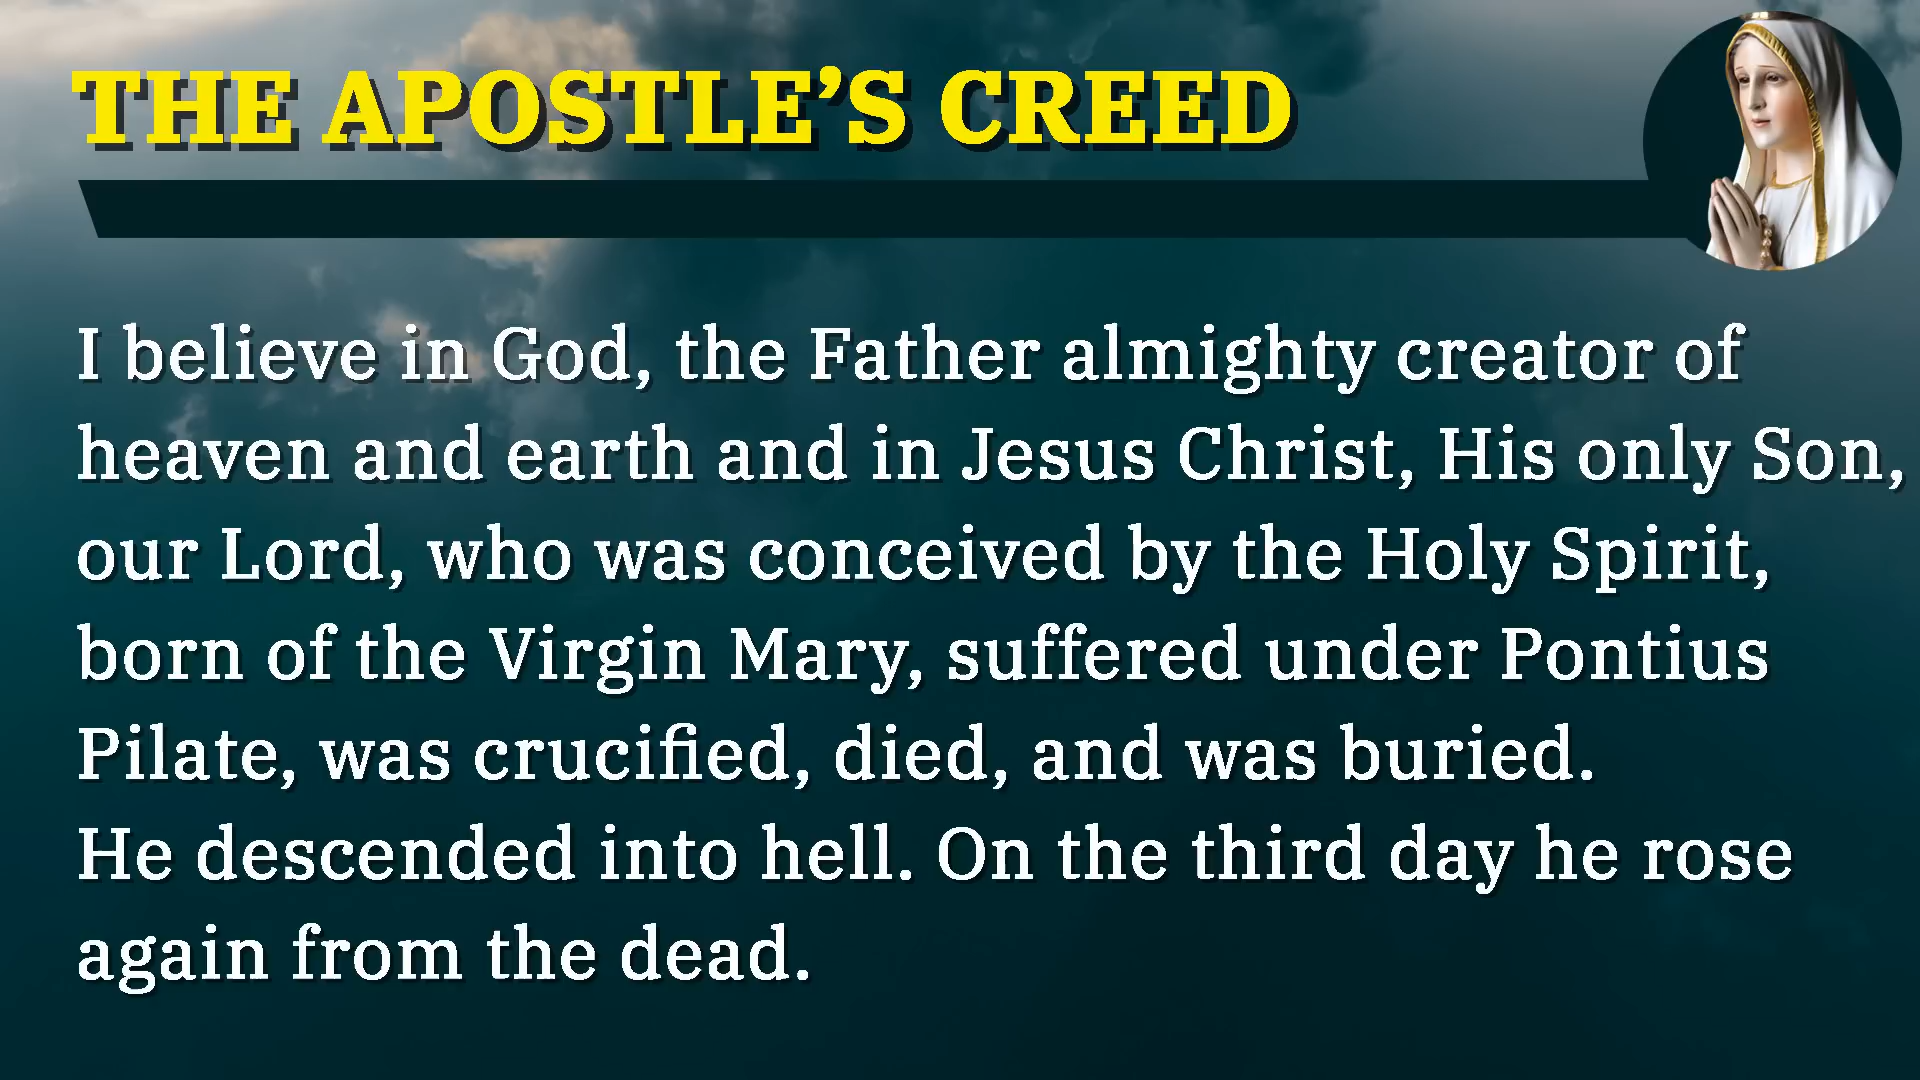 THE APOSTLE’S CREED
I believe in God, the Father almighty creator of
heaven and earth and in Jesus Christ, His only Son,
our Lord, who was conceived by the Holy Spirit,
born of the Virgin Mary, suffered under Pontius
Pilate, was crucified, died, and was buried.
He descended into hell. On the third day he rose
again from the dead.